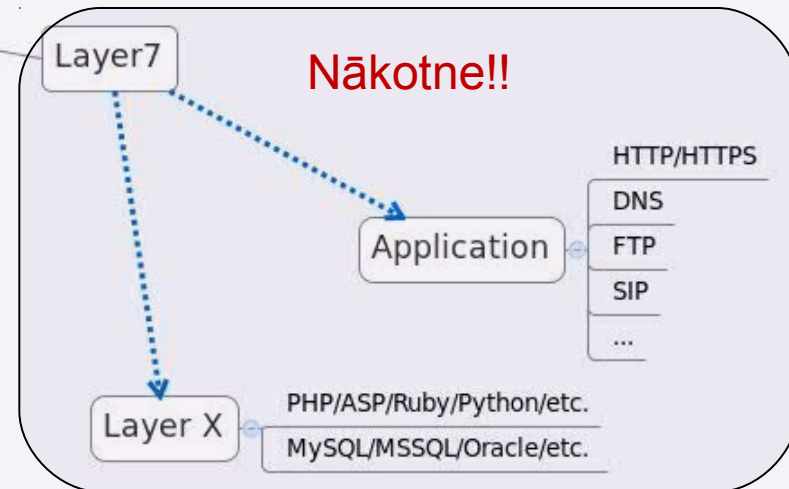 Layer7
Nākotne!!
Application
HTTP/HTTPS
DNS
FTP
SIP
...
Layer X
PHP/ASP/Ruby/Python/etc.
MySQL/MSSQL/Oracle/etc.